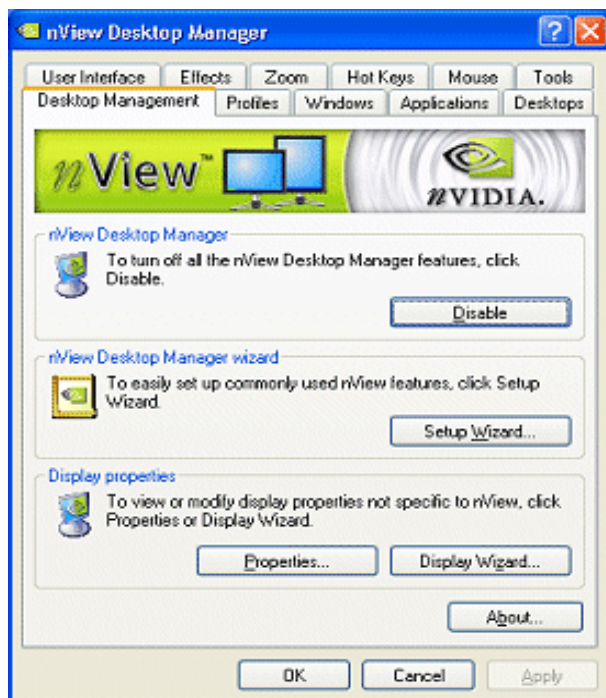 nView Desktop Manager
User Interface Effects Zoom Hot Keys Mouse Tools
Desktop Management Profiles Windows Applications Desktops
nView™
nVIDIA.
nView Desktop Manager
To turn off all the nView Desktop Manager features, click
Disable.
Disable
nView Desktop Manager wizard
To easily set up commonly used nView features, click Setup
Wizard.
Setup Wizard...
Display properties
To view or modify display properties not specific to nView, click
Properties or Display Wizard.
Properties... Display Wizard...
About...
OK Cancel Apply